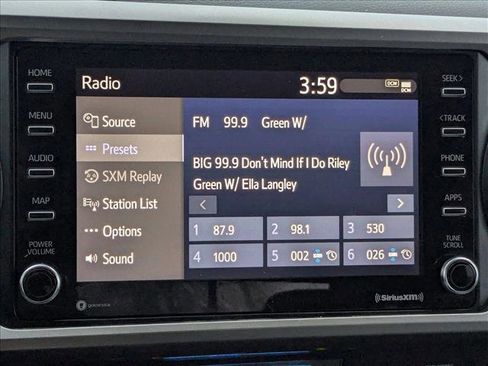 HOME
MENU
AUDIO
MAP
POWER
/VOLUME
Radio 3:59 DCM DCM
Source
Presets
SXM Replay
Station List
Options
Sound
FM 99.9 Green W/
BIG 99.9 Don't Mind If I Do Riley
Green W/ Ella Langley
< >
1 87.9 2 98.1 3 530
4 1000 5 002 6 026
SEEK >
< TRACK
PHONE
APPS
TUNE
SCROLL
((SiriusXM))